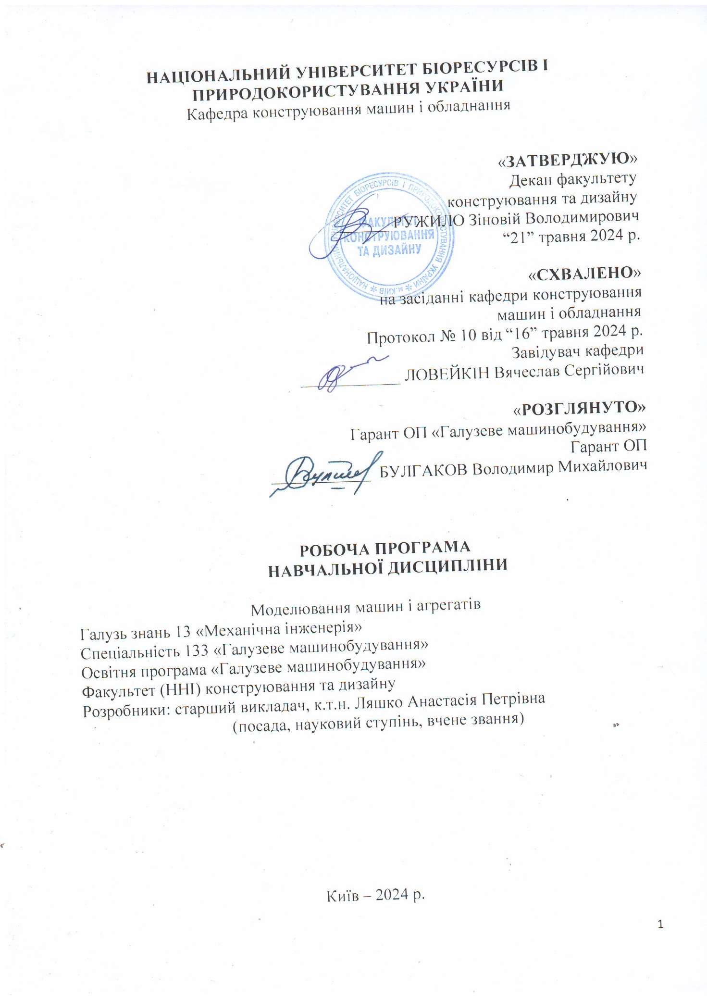 НАЦІОНАЛЬНИЙ УНІВЕРСИТЕТ БІОРЕСУРСІВ І
ПРИРОДОКОРИСТУВАННЯ УКРАЇНИ
Кафедра конструювання машин і обладнання
«ЗАТВЕРДЖУЮ»
Декан факультету
конструювання та дизайну
РУЖИЛО Зіновій Володимирович
“21” травня 2024 р.
НАЦІОНАЛЬНИЙ УНІВЕРСИТЕТ БІОРЕСУРСІВ І ПРИРОДОКОРИСТУВАННЯ УКРАЇНИ * м.КИЇВ *
ФАКУЛЬТЕТ
КОНСТРУЮВАННЯ
ТА ДИЗАЙНУ
«СХВАЛЕНО»
на засіданні кафедри конструювання
машин і обладнання
Протокол № 10 від “16” травня 2024 р.
Завідувач кафедри
ЛОВЕЙКІН Вячеслав Сергійович
«РОЗГЛЯНУТО»
Гарант ОП «Галузеве машинобудування»
Гарант ОП
БУЛГАКОВ Володимир Михайлович
РОБОЧА ПРОГРАМА
НАВЧАЛЬНОЇ ДИСЦИПЛІНИ
Моделювання машин і агрегатів
Галузь знань 13 «Механічна інженерія»
Спеціальність 133 «Галузеве машинобудування»
Освітня програма «Галузеве машинобудування»
Факультет (ННІ) конструювання та дизайну
Розробники: старший викладач, к.т.н. Ляшко Анастасія Петрівна
(посада, науковий ступінь, вчене звання)
Київ – 2024 р.
1